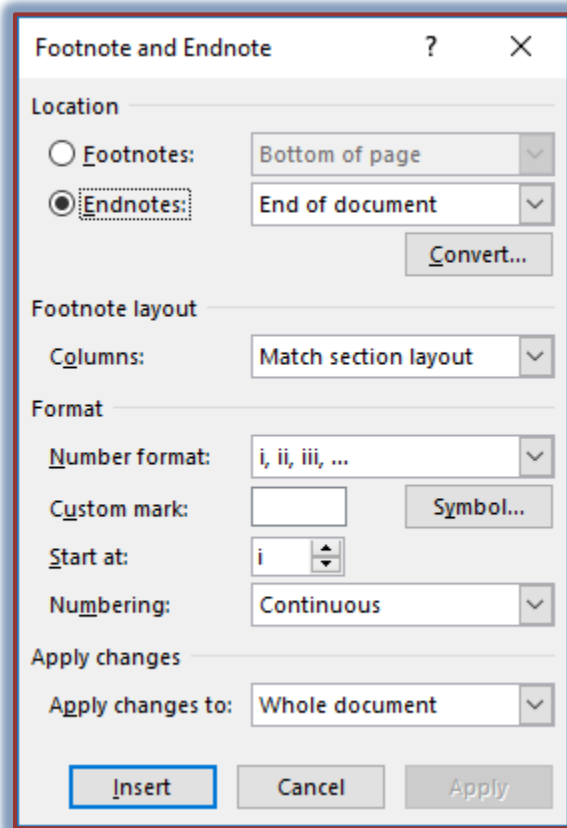 Footnote and Endnote ?
Location
Footnotes: Bottom of page
Endnotes: End of document
Convert...
Footnote layout
Columns: Match section layout
Format
Number format: i, ii, iii, ...
Custom mark: Symbol...
Start at: i
Numbering: Continuous
Apply changes
Apply changes to: Whole document
Insert Cancel Apply